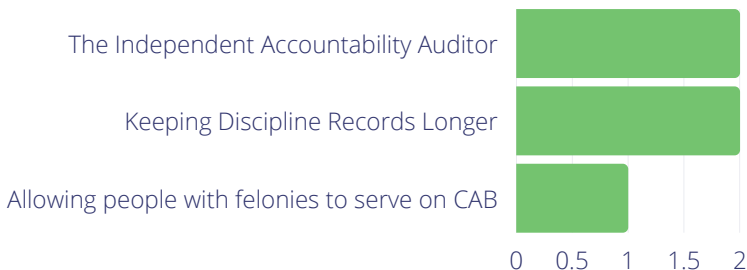 The Independent Accountability Auditor
Keeping Discipline Records Longer
Allowing people with felonies to serve on CAB
0 0.5 1 1.5 2